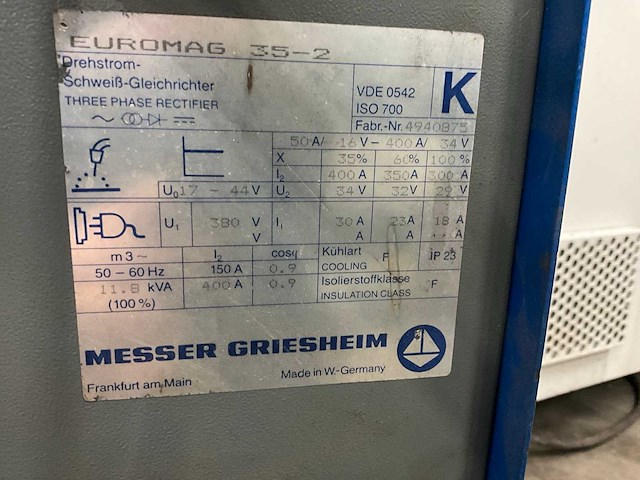 EUROMAG 35-2
Drehstrom-
Schweiß-Gleichrichter
THREE PHASE RECTIFIER
VDE 0542
ISO 700
K
Fabr.-Nr. 4940875
50 A/ 16 V - 400 A/ 34 V
X 35% 60% 100%
I2 400 A 350 A 300 A
U0 17 - 44 V U2 34 V 32 V 29 V
U1 380 V I1 30 A 23 A 18 A
V A A A
m 3 ~ I2 cosφ Kühlart F IP 23
COOLING
50 – 60 Hz 150 A 0.9
11.8 kVA 400 A 0.9 Isolierstoffklasse F
INSULATION CLASS
(100 %)
MESSER GRIESHEIM
Frankfurt am Main Made in W.-Germany